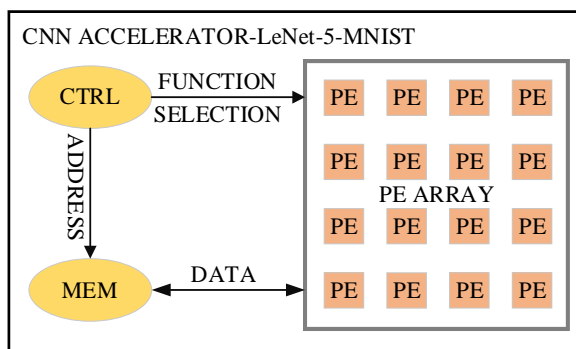 CNN ACCELERATOR-LeNet-5-MNIST
CTRL
FUNCTION
SELECTION
ADDRESS
MEM
DATA
PE PE PE PE
PE PE PE PE
PE ARRAY
PE PE PE PE
PE PE PE PE